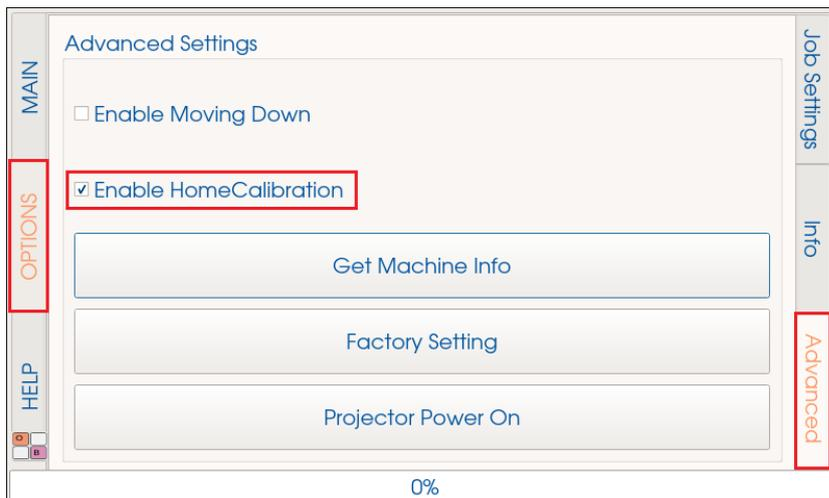 MAIN
OPTIONS
HELP
O
B
Advanced Settings
Enable Moving Down
Enable HomeCalibration
Get Machine Info
Factory Setting
Projector Power On
Job Settings
Info
Advanced
0%